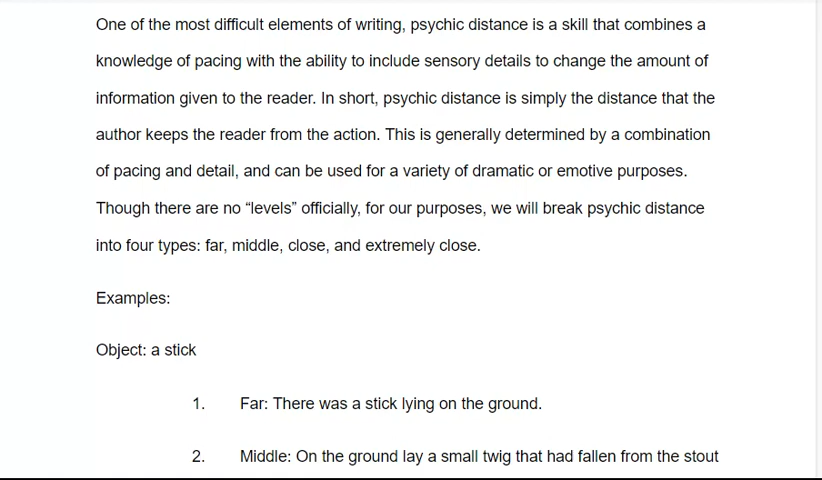 One of the most difficult elements of writing, psychic distance is a skill that combines a
knowledge of pacing with the ability to include sensory details to change the amount of
information given to the reader. In short, psychic distance is simply the distance that the
author keeps the reader from the action. This is generally determined by a combination
of pacing and detail, and can be used for a variety of dramatic or emotive purposes.
Though there are no “levels” officially, for our purposes, we will break psychic distance
into four types: far, middle, close, and extremely close.
Examples:
Object: a stick
1. Far: There was a stick lying on the ground.
2. Middle: On the ground lay a small twig that had fallen from the stout